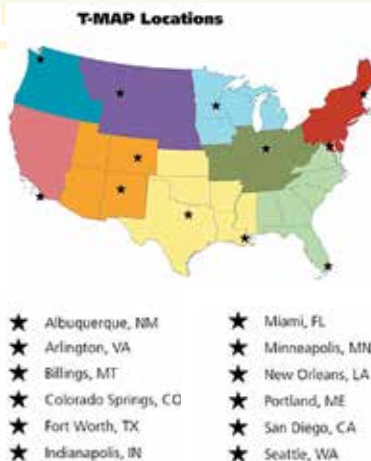 T-MAP Locations
Albuquerque, NM
Arlington, VA
Billings, MT
Colorado Springs, CO
Fort Worth, TX
Indianapolis, IN
Miami, FL
Minneapolis, MN
New Orleans, LA
Portland, ME
San Diego, CA
Seattle, WA